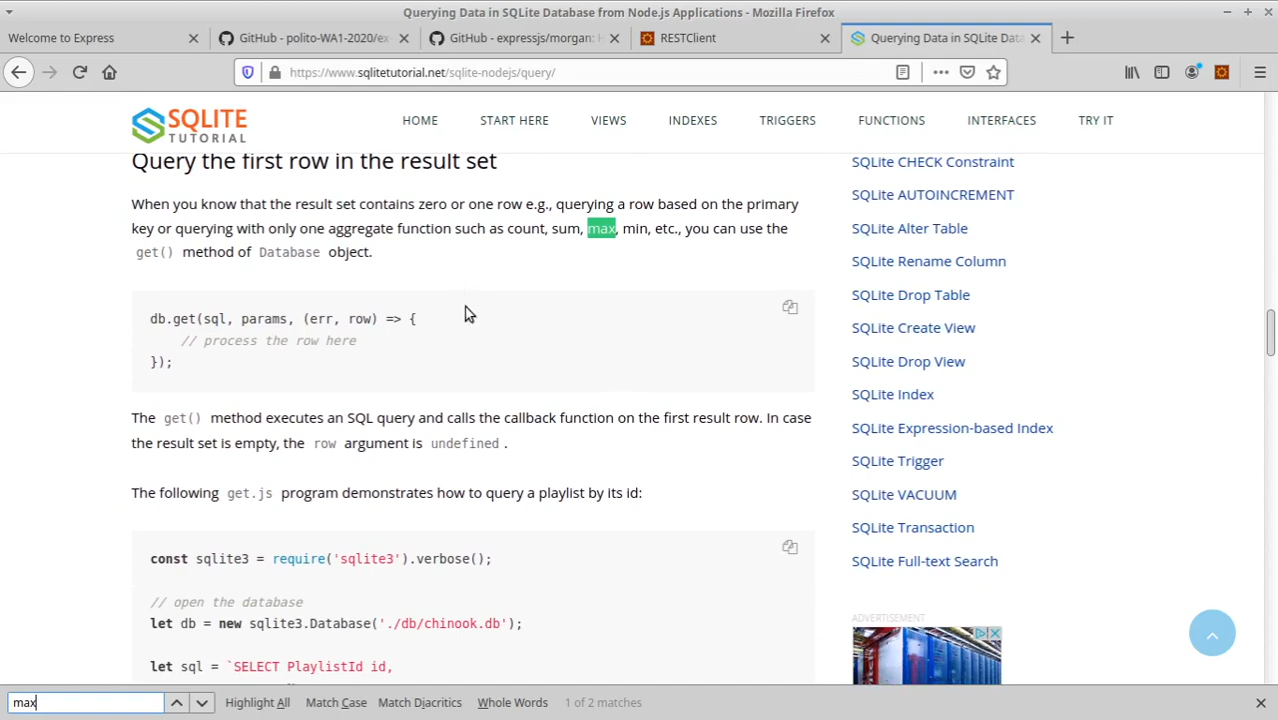 Querying Data in SQLite Database from Node.js Applications - Mozilla Firefox
Welcome to Express
GitHub - polito-WA1-2020/ex
GitHub - expressjs/morgan: H
RESTClient
Querying Data in SQLite Data
https://www.sqlitetutorial.net/sqlite-nodejs/query/
SQLITE
TUTORIAL
HOME
START HERE
VIEWS
INDEXES
TRIGGERS
FUNCTIONS
INTERFACES
TRY IT
Query the first row in the result set
When you know that the result set contains zero or one row e.g., querying a row based on the primary
key or querying with only one aggregate function such as count, sum, max, min, etc., you can use the
get() method of Database object.
db.get(sql, params, (err, row) => {
// process the row here
});
The get() method executes an SQL query and calls the callback function on the first result row. In case
the result set is empty, the row argument is undefined .
The following get.js program demonstrates how to query a playlist by its id:
const sqlite3 = require('sqlite3').verbose();
// open the database
let db = new sqlite3.Database('./db/chinook.db');
let sql = `SELECT PlaylistId id,
SQLite CHECK Constraint
SQLite AUTOINCREMENT
SQLite Alter Table
SQLite Rename Column
SQLite Drop Table
SQLite Create View
SQLite Drop View
SQLite Index
SQLite Expression-based Index
SQLite Trigger
SQLite VACUUM
SQLite Transaction
SQLite Full-text Search
ADVERTISEMENT
max
Highlight All
Match Case
Match Diacritics
Whole Words
1 of 2 matches